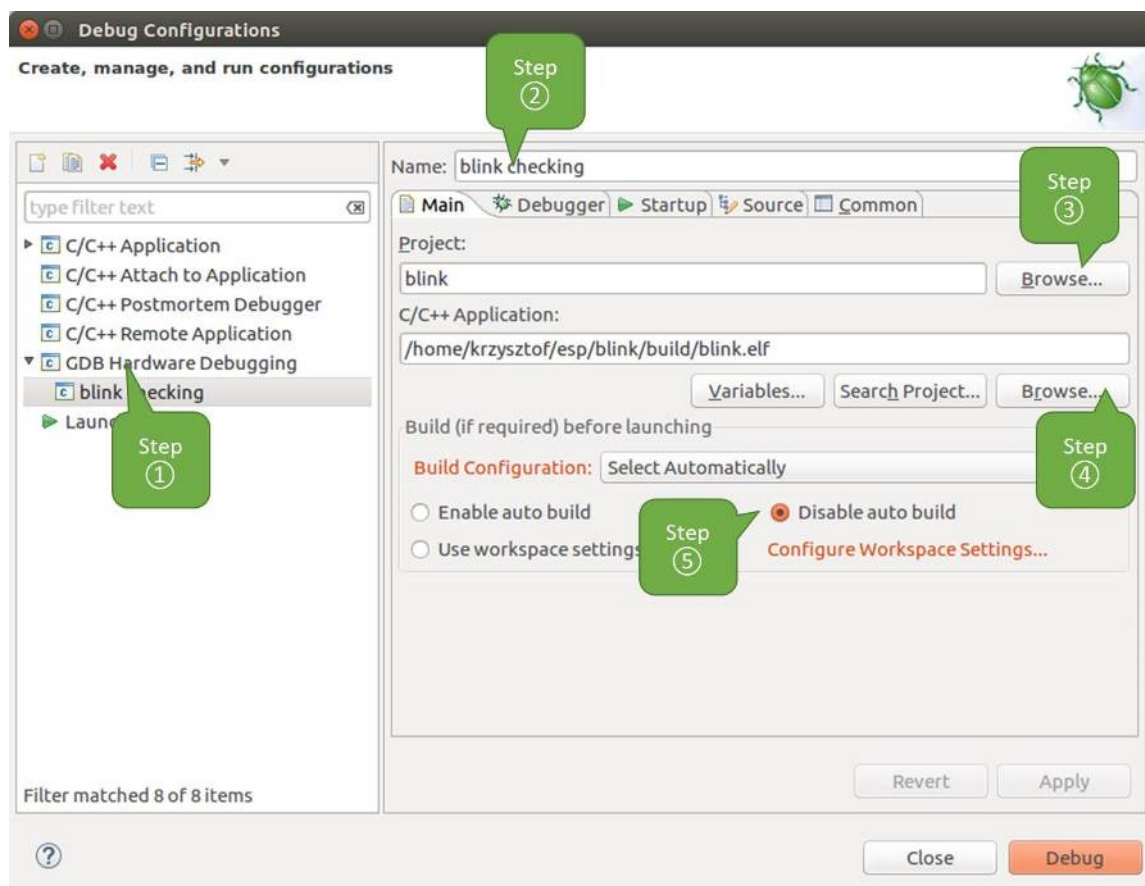 Debug Configurations
Create, manage, and run configurations
Step
②
type filter text
C/C++ Application
C/C++ Attach to Application
C/C++ Postmortem Debugger
C/C++ Remote Application
GDB Hardware Debugging
blink checking
Laun
Step
①
Filter matched 8 of 8 items
Name: blink checking
Main Debugger Startup Source Common
Step
③
Project:
blink Browse...
C/C++ Application:
/home/krzysztof/esp/blink/build/blink.elf
Variables... Search Project... Browse...
Step
④
Build (if required) before launching
Build Configuration: Select Automatically
Enable auto build Disable auto build
Step
⑤
Use workspace settings Configure Workspace Settings...
Revert Apply
? Close Debug